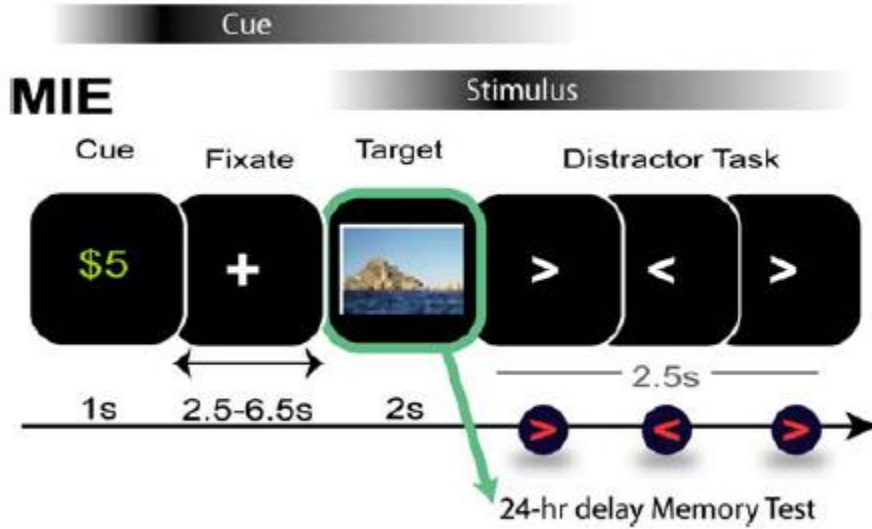 Cue
MIE
Stimulus
Cue Fixate Target Distractor Task
$5 + > < >
2.5s
1s 2.5-6.5s 2s
> < >
24-hr delay Memory Test